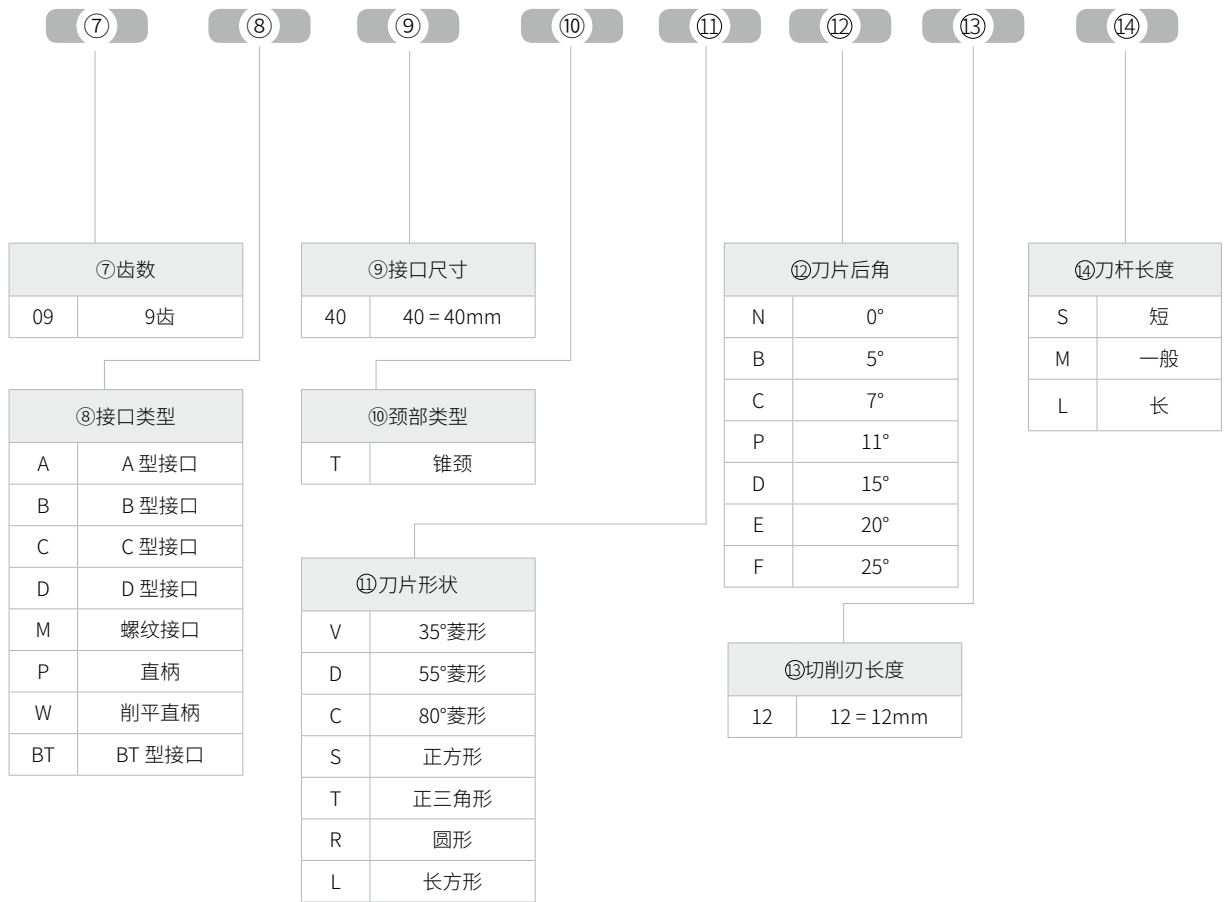 ⑦ ⑧ ⑨ ⑩ ⑪ ⑫ ⑬ ⑭
⑦齿数
09 9齿
⑧接口类型
A A 型接口
B B 型接口
C C 型接口
D D 型接口
M 螺纹接口
P 直柄
W 削平直柄
BT BT 型接口
⑨接口尺寸
40 40 = 40mm
⑩颈部类型
T 锥颈
⑪刀片形状
V 35°菱形
D 55°菱形
C 80°菱形
S 正方形
T 正三角形
R 圆形
L 长方形
⑫刀片后角
N 0°
B 5°
C 7°
P 11°
D 15°
E 20°
F 25°
⑬切削刃长度
12 12 = 12mm
⑭刀杆长度
S 短
M 一般
L 长